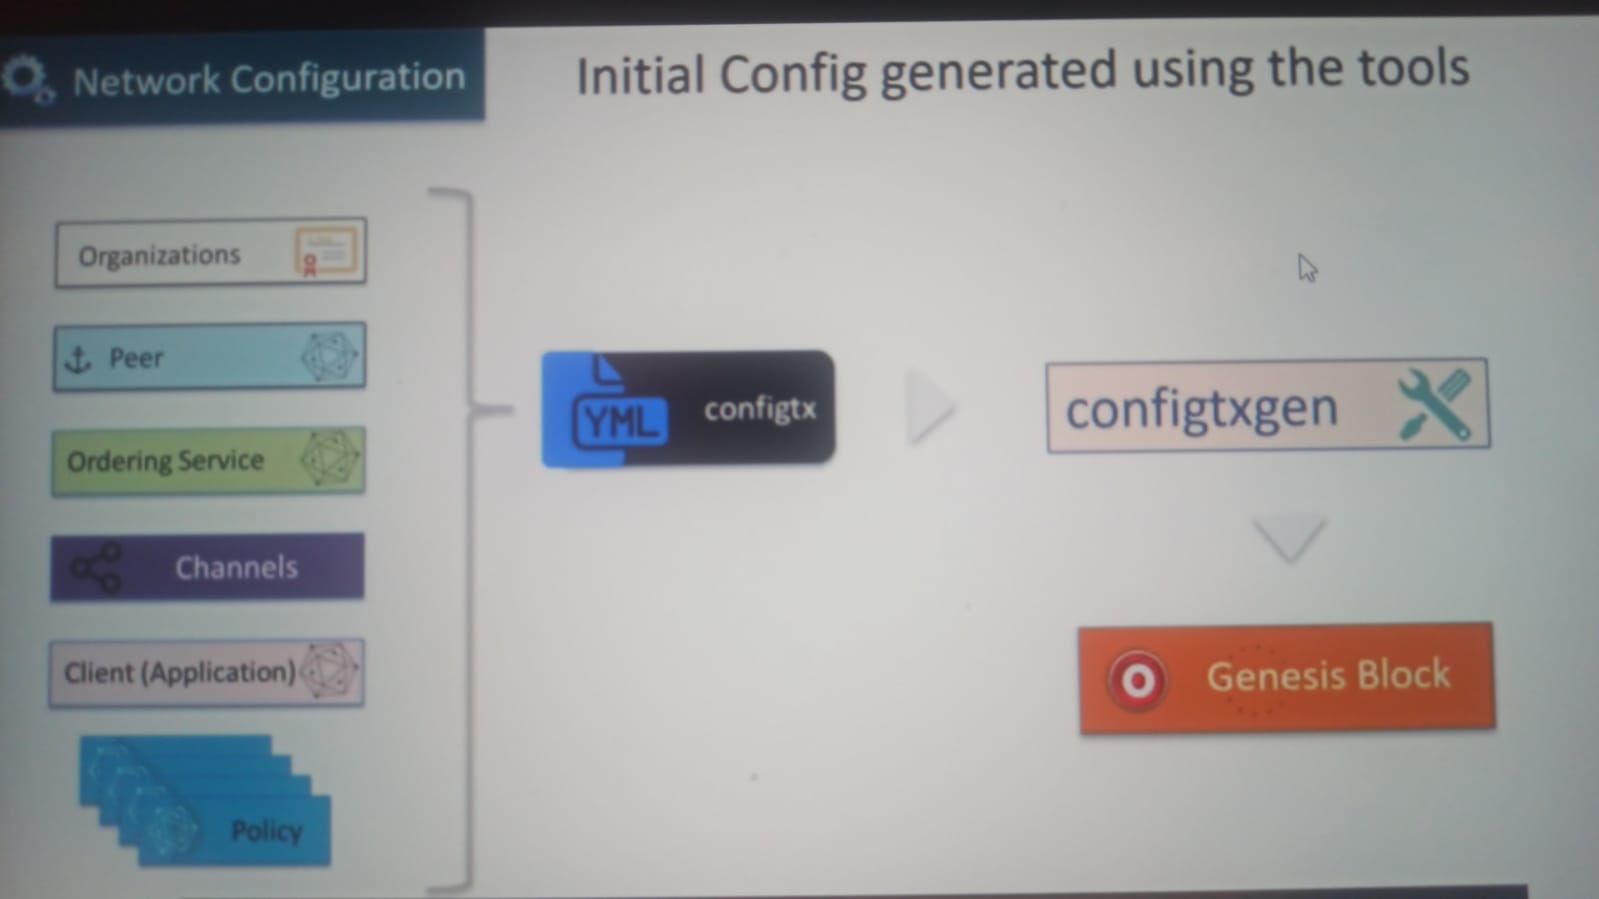 Network Configuration
Initial Config generated using the tools
Organizations
Peer
Ordering Service
Channels
Client (Application)
Policy
YML
configtx
configtxgen
Genesis Block